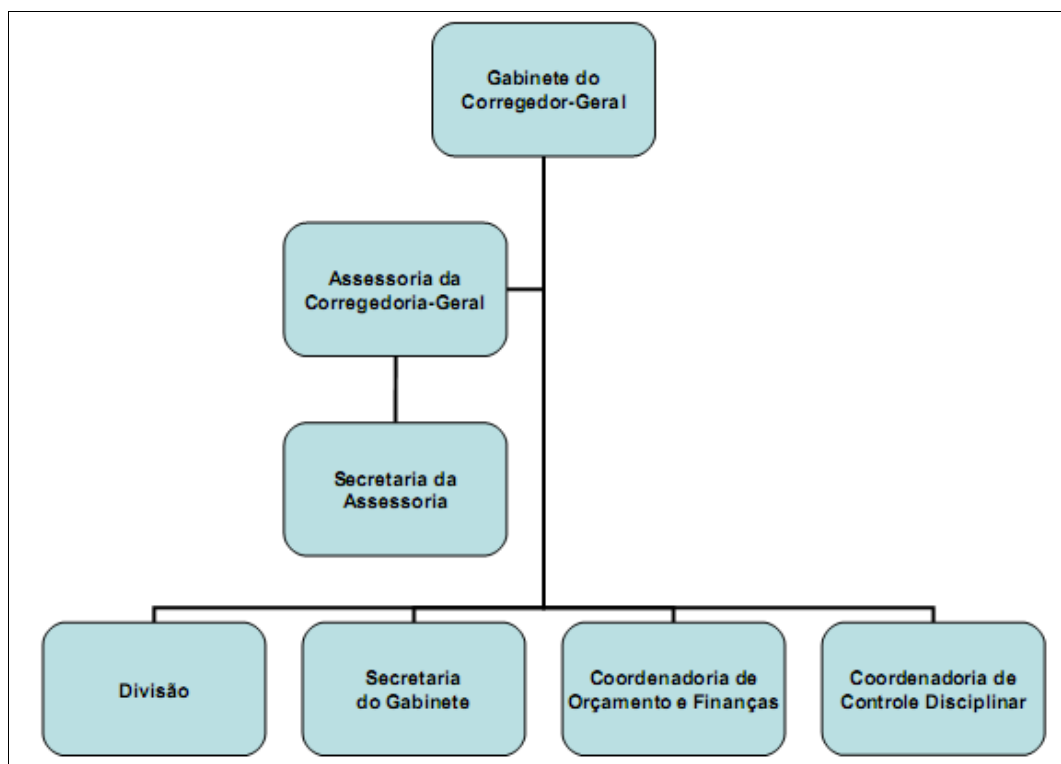 Gabinete do
Corregedor-Geral
Assessoria da
Corregedoria-Geral
Secretaria da
Assessoria
Divisão
Secretaria
do Gabinete
Coordenadoria de
Orçamento e Finanças
Coordenadoria de
Controle Disciplinar